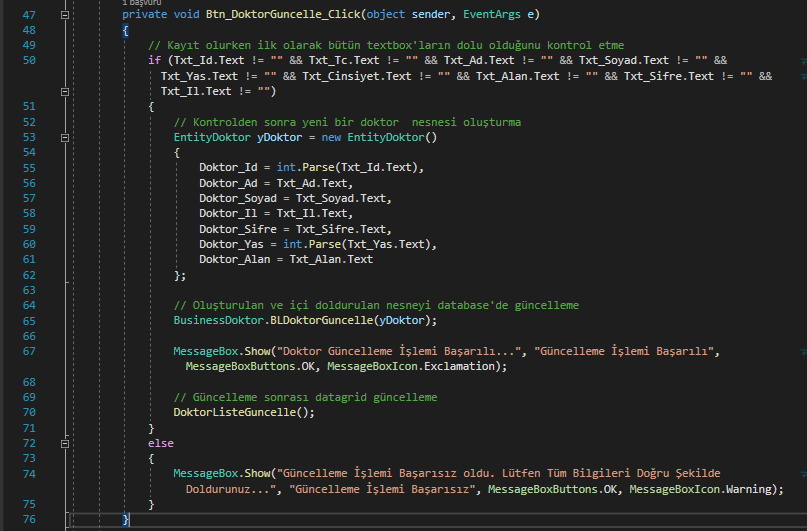 1 başvuru
47 private void Btn_DoktorGuncelle_Click(object sender, EventArgs e)
48 {
49 // Kayıt olurken ilk olarak bütün textbox'ların dolu olduğunu kontrol etme
50 if (Txt_Id.Text != "" && Txt_Tc.Text != "" && Txt_Ad.Text != "" && Txt_Soyad.Text != "" &&
Txt_Yas.Text != "" && Txt_Cinsiyet.Text != "" && Txt_Alan.Text != "" && Txt_Sifre.Text != "" &&
Txt_Il.Text != "")
51 {
52 // Kontrolden sonra yeni bir doktor  nesnesi oluşturma
53 EntityDoktor yDoktor = new EntityDoktor()
54 {
55 Doktor_Id = int.Parse(Txt_Id.Text),
56 Doktor_Ad = Txt_Ad.Text,
57 Doktor_Soyad = Txt_Soyad.Text,
58 Doktor_Il = Txt_Il.Text,
59 Doktor_Sifre = Txt_Sifre.Text,
60 Doktor_Yas = int.Parse(Txt_Yas.Text),
61 Doktor_Alan = Txt_Alan.Text
62 };
63
64 // Oluşturulan ve içi doldurulan nesneyi database'de güncelleme
65 BusinessDoktor.BLDoktorGuncelle(yDoktor);
66
67 MessageBox.Show("Doktor Güncelleme İşlemi Başarılı...", "Güncelleme İşlemi Başarılı",
MessageBoxButtons.OK, MessageBoxIcon.Exclamation);
68
69 // Güncelleme sonrası datagrid güncelleme
70 DoktorListeGuncelle();
71 }
72 else
73 {
74 MessageBox.Show("Güncelleme İşlemi Başarısız oldu. Lütfen Tüm Bilgileri Doğru Şekilde
Doldurunuz...", "Güncelleme İşlemi Başarısız", MessageBoxButtons.OK, MessageBoxIcon.Warning);
75 }
76 }